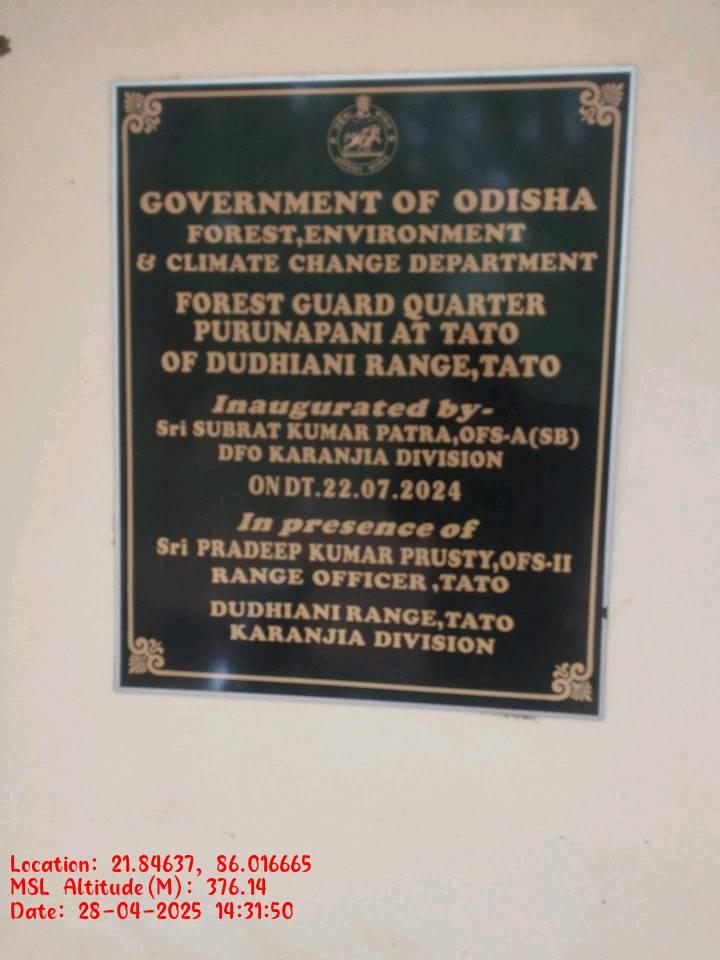 GOVERNMENT OF ODISHA
FOREST,ENVIRONMENT
& CLIMATE CHANGE DEPARTMENT
FOREST GUARD QUARTER
PURUNAPANI AT TATO
OF DUDHIANI RANGE,TATO
Inaugurated by-
Sri SUBRAT KUMAR PATRA,OFS-A(SB)
DFO KARANJIA DIVISION
ON DT.22.07.2024
In presence of
Sri PRADEEP KUMAR PRUSTY,OFS-II
RANGE OFFICER,TATO
DUDHIANI RANGE,TATO
KARANJIA DIVISION
Location: 21.84637, 86.016665
MSL Altitude(M): 376.14
Date: 28-04-2025 14:31:50